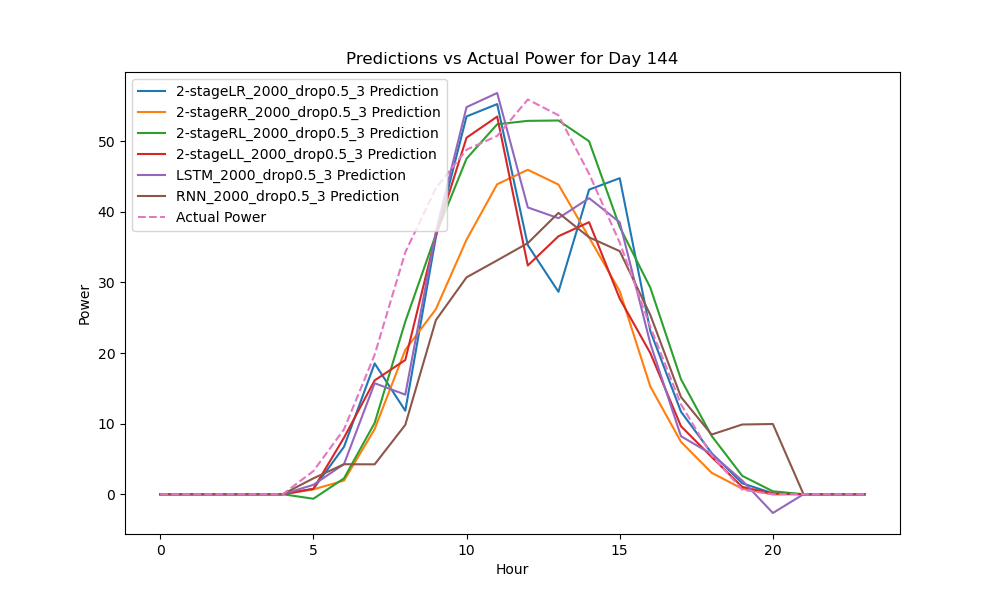 Predictions vs Actual Power for Day 144
2-stageLR_2000_drop0.5_3 Prediction
2-stageRR_2000_drop0.5_3 Prediction
2-stageRL_2000_drop0.5_3 Prediction
2-stageLL_2000_drop0.5_3 Prediction
LSTM_2000_drop0.5_3 Prediction
RNN_2000_drop0.5_3 Prediction
Actual Power
Power
50
40
30
20
10
0
0 5 10 15 20
Hour